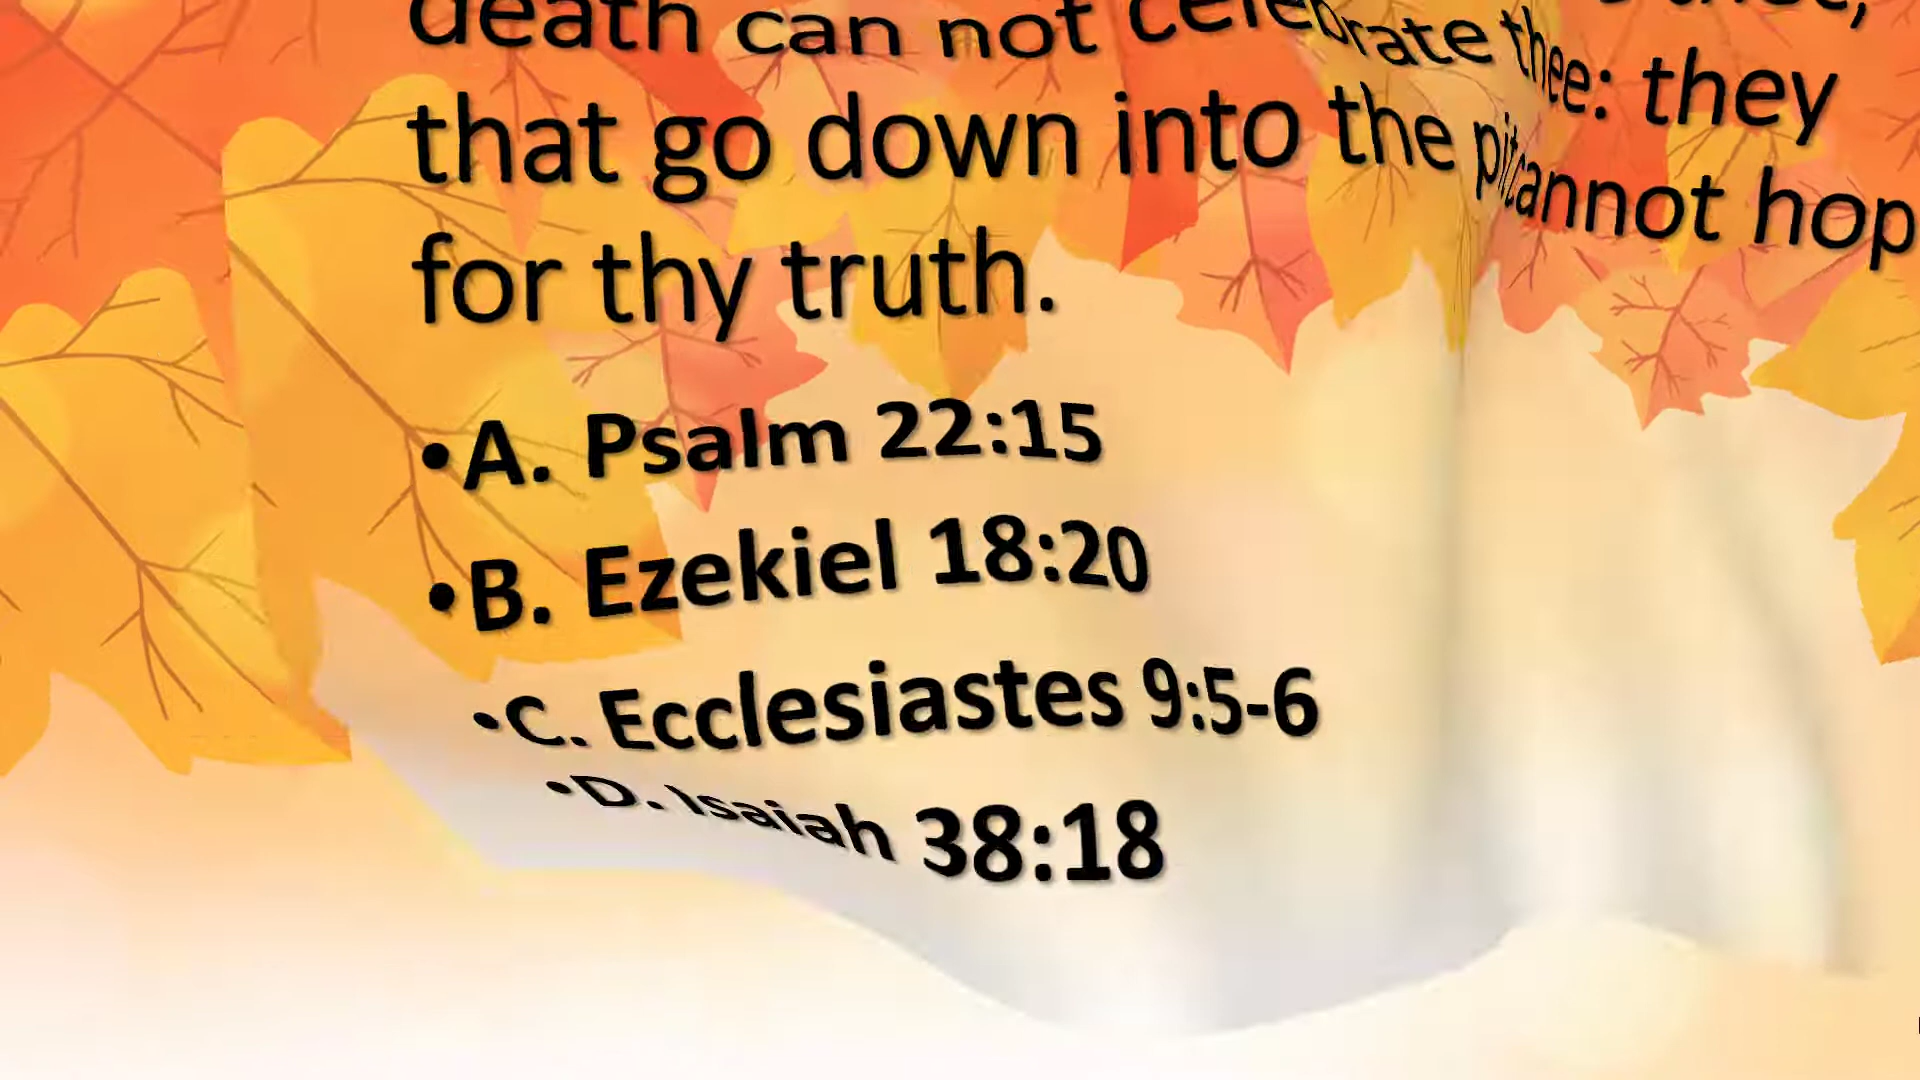 death can not celebrate thee: they
that go down into the pit cannot hop
for thy truth.
•A. Psalm 22:15
•B. Ezekiel 18:20
•C. Ecclesiastes 9:5-6
•D. Isaiah 38:18